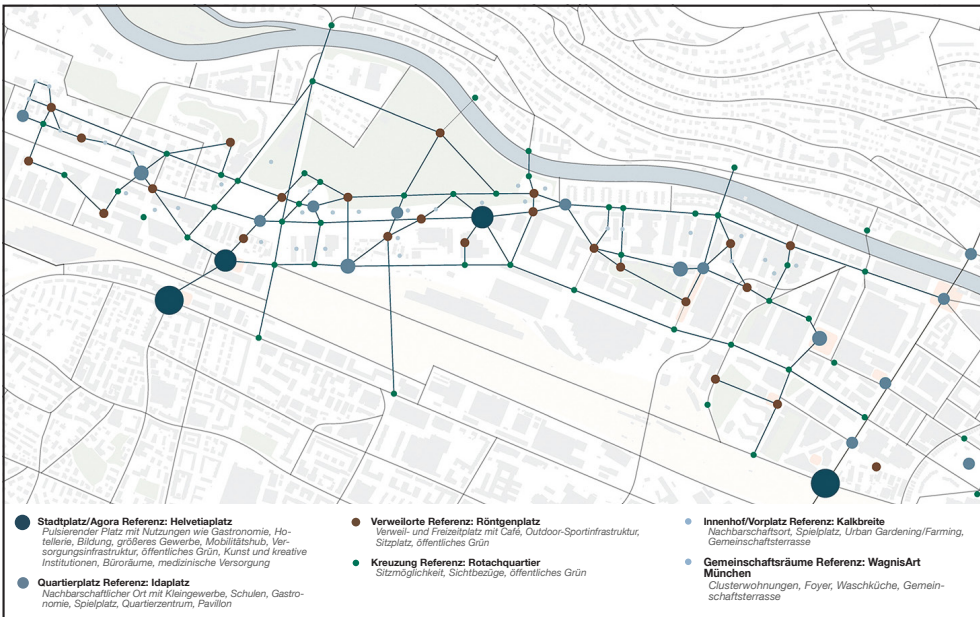 Stadtplatz/Agora Referenz: Helvetiaplatz
Pulsierender Platz mit Nutzungen wie Gastronomie, Ho-
tellerie, Bildung, größeres Gewerbe, Mobilitätshub, Ver-
sorgungsinfrastruktur, öffentliches Grün, Kunst und kreative
Institutionen, Büroräume, medizinische Versorgung
Quartierplatz Referenz: Idaplatz
Nachbarschaftlicher Ort mit Kleingewerbe, Schulen, Gastro-
nomie, Spielplatz, Quartierzentrum, Pavillon
Verweilorte Referenz: Röntgenplatz
Verweil- und Freizeitplatz mit Café, Outdoor-Sportinfrastruktur,
Sitzplatz, öffentliches Grün
Kreuzung Referenz: Rotachquartier
Sitzmöglichkeit, Sichtbezüge, öffentliches Grün
Innenhof/Vorplatz Referenz: Kalkbreite
Nachbarschaftsort, Spielplatz, Urban Gardening/Farming,
Gemeinschaftsterrasse
Gemeinschaftsräume Referenz: WagnisArt
München
Clusterwohnungen, Foyer, Waschküche, Gemein-
schaftsterrasse